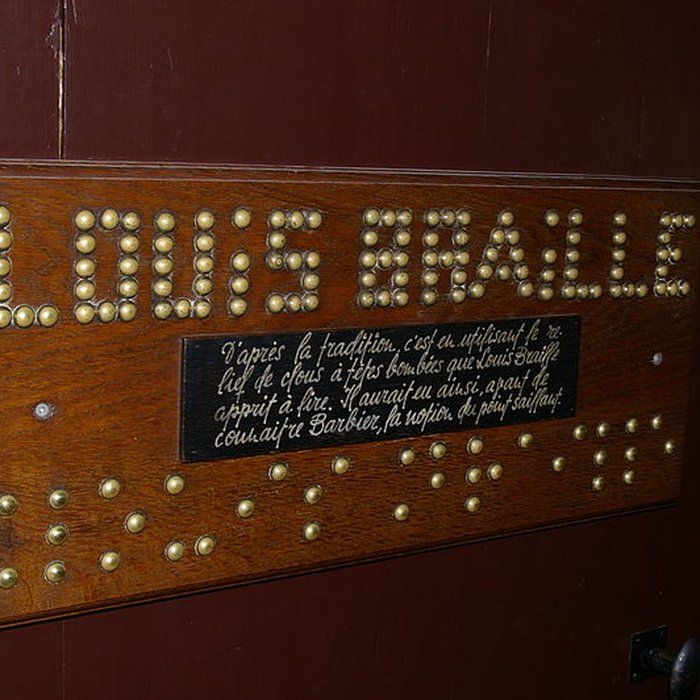 LOUiS BRAiLLE
D'après la tradition c'est en utilisant le re-
lief de clous à têtes bombées que Louis Braille
apprit à lire. Il aurait eu ainsi, avant de
connaître Barbier, la notion du point saillant